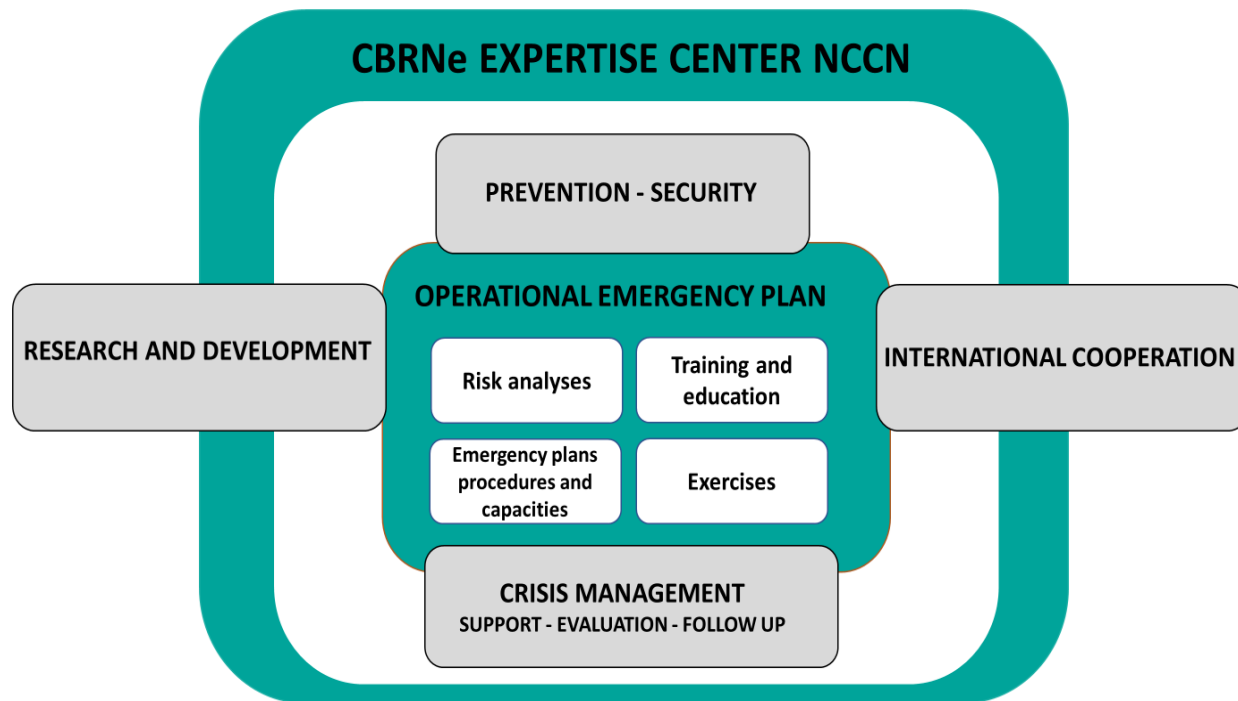 CBRNe EXPERTISE CENTER NCCN
PREVENTION - SECURITY
OPERATIONAL EMERGENCY PLAN
RESEARCH AND DEVELOPMENT
INTERNATIONAL COOPERATION
Risk analyses
Training and
education
Emergency plans
procedures and
capacities
Exercises
CRISIS MANAGEMENT
SUPPORT - EVALUATION - FOLLOW UP